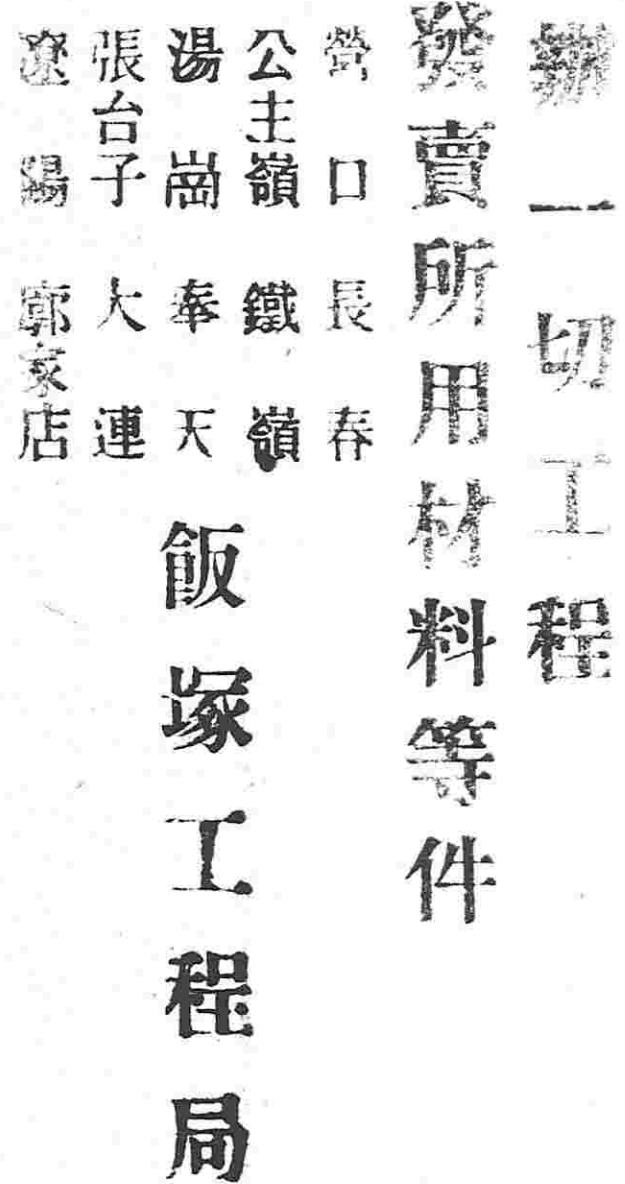 辦一切工程
發賣所用材料等件
營口 長春
公主嶺 鐵嶺
湯崗 奉天
張台子 大連
遼陽 郭家店
飯塚工程局